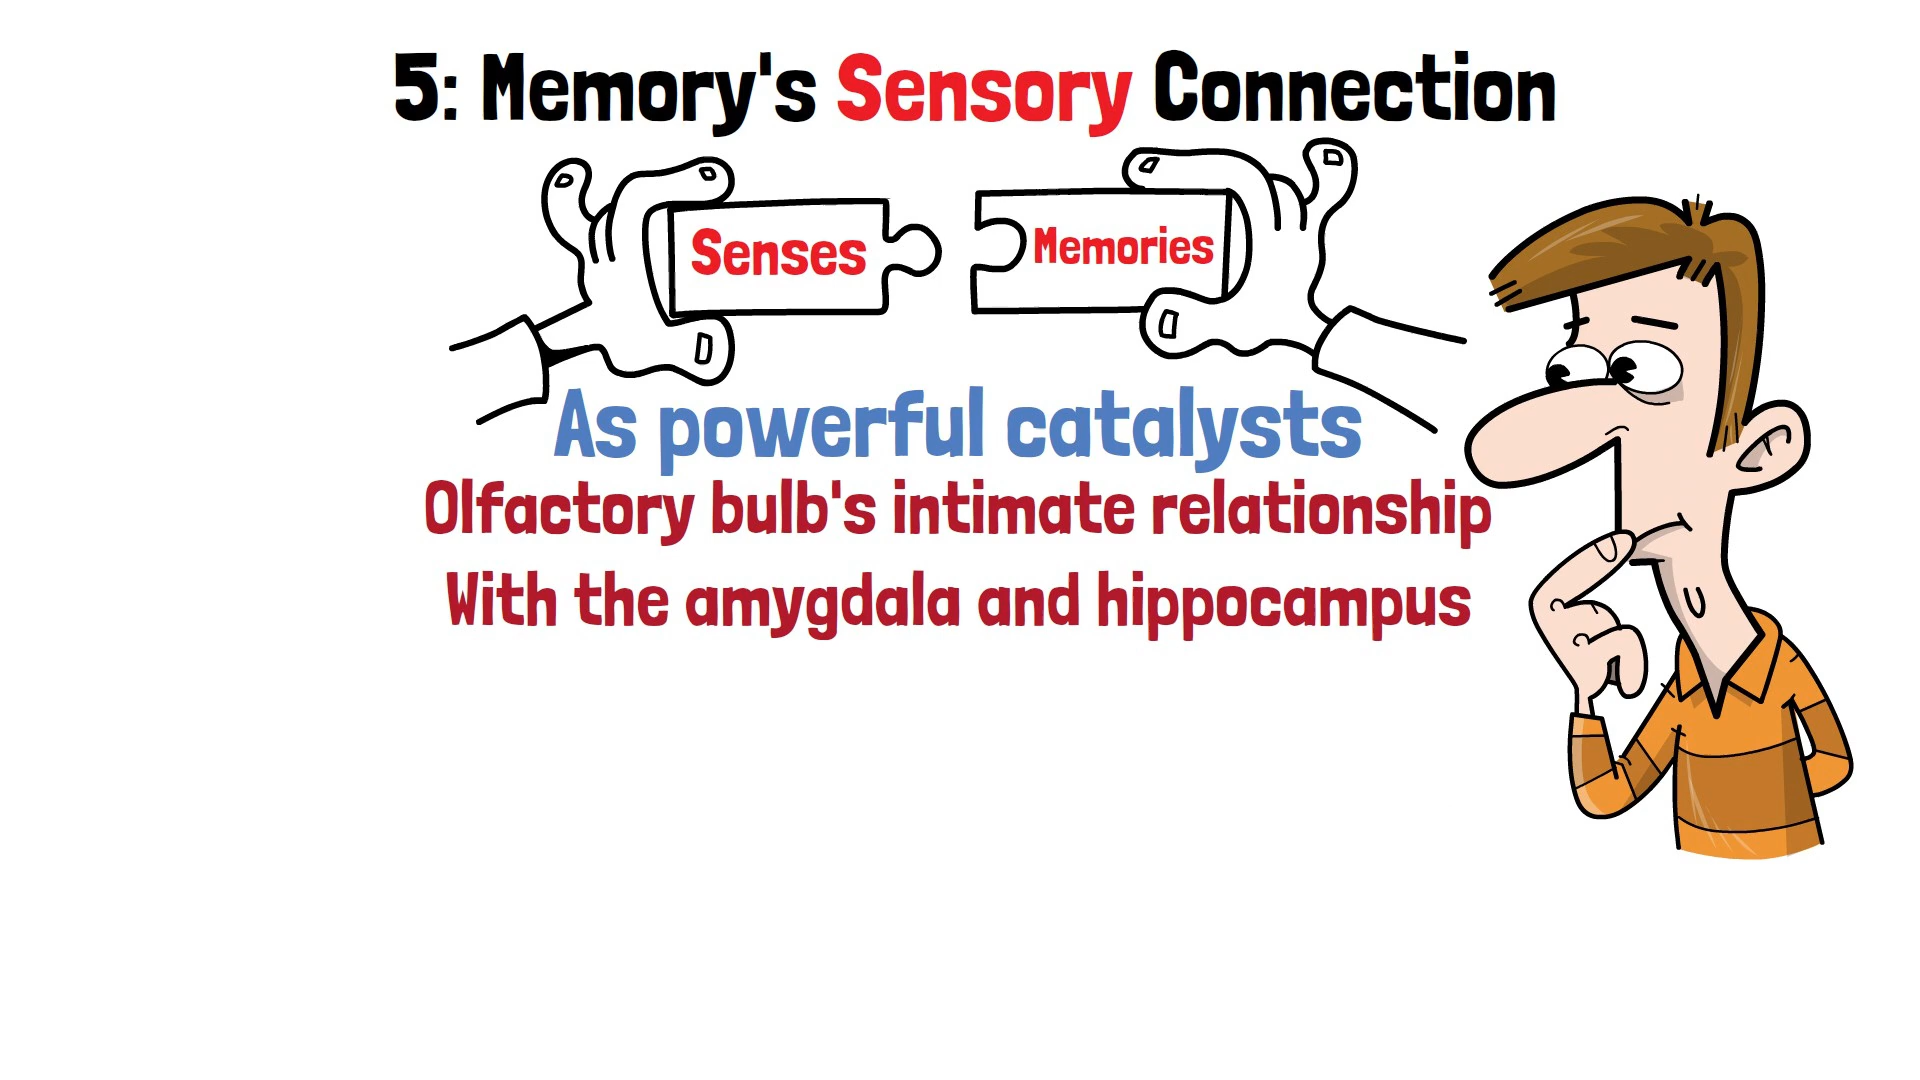 5: Memory's Sensory Connection
Senses
Memories
As powerful catalysts
Olfactory bulb's intimate relationship
With the amygdala and hippocampus